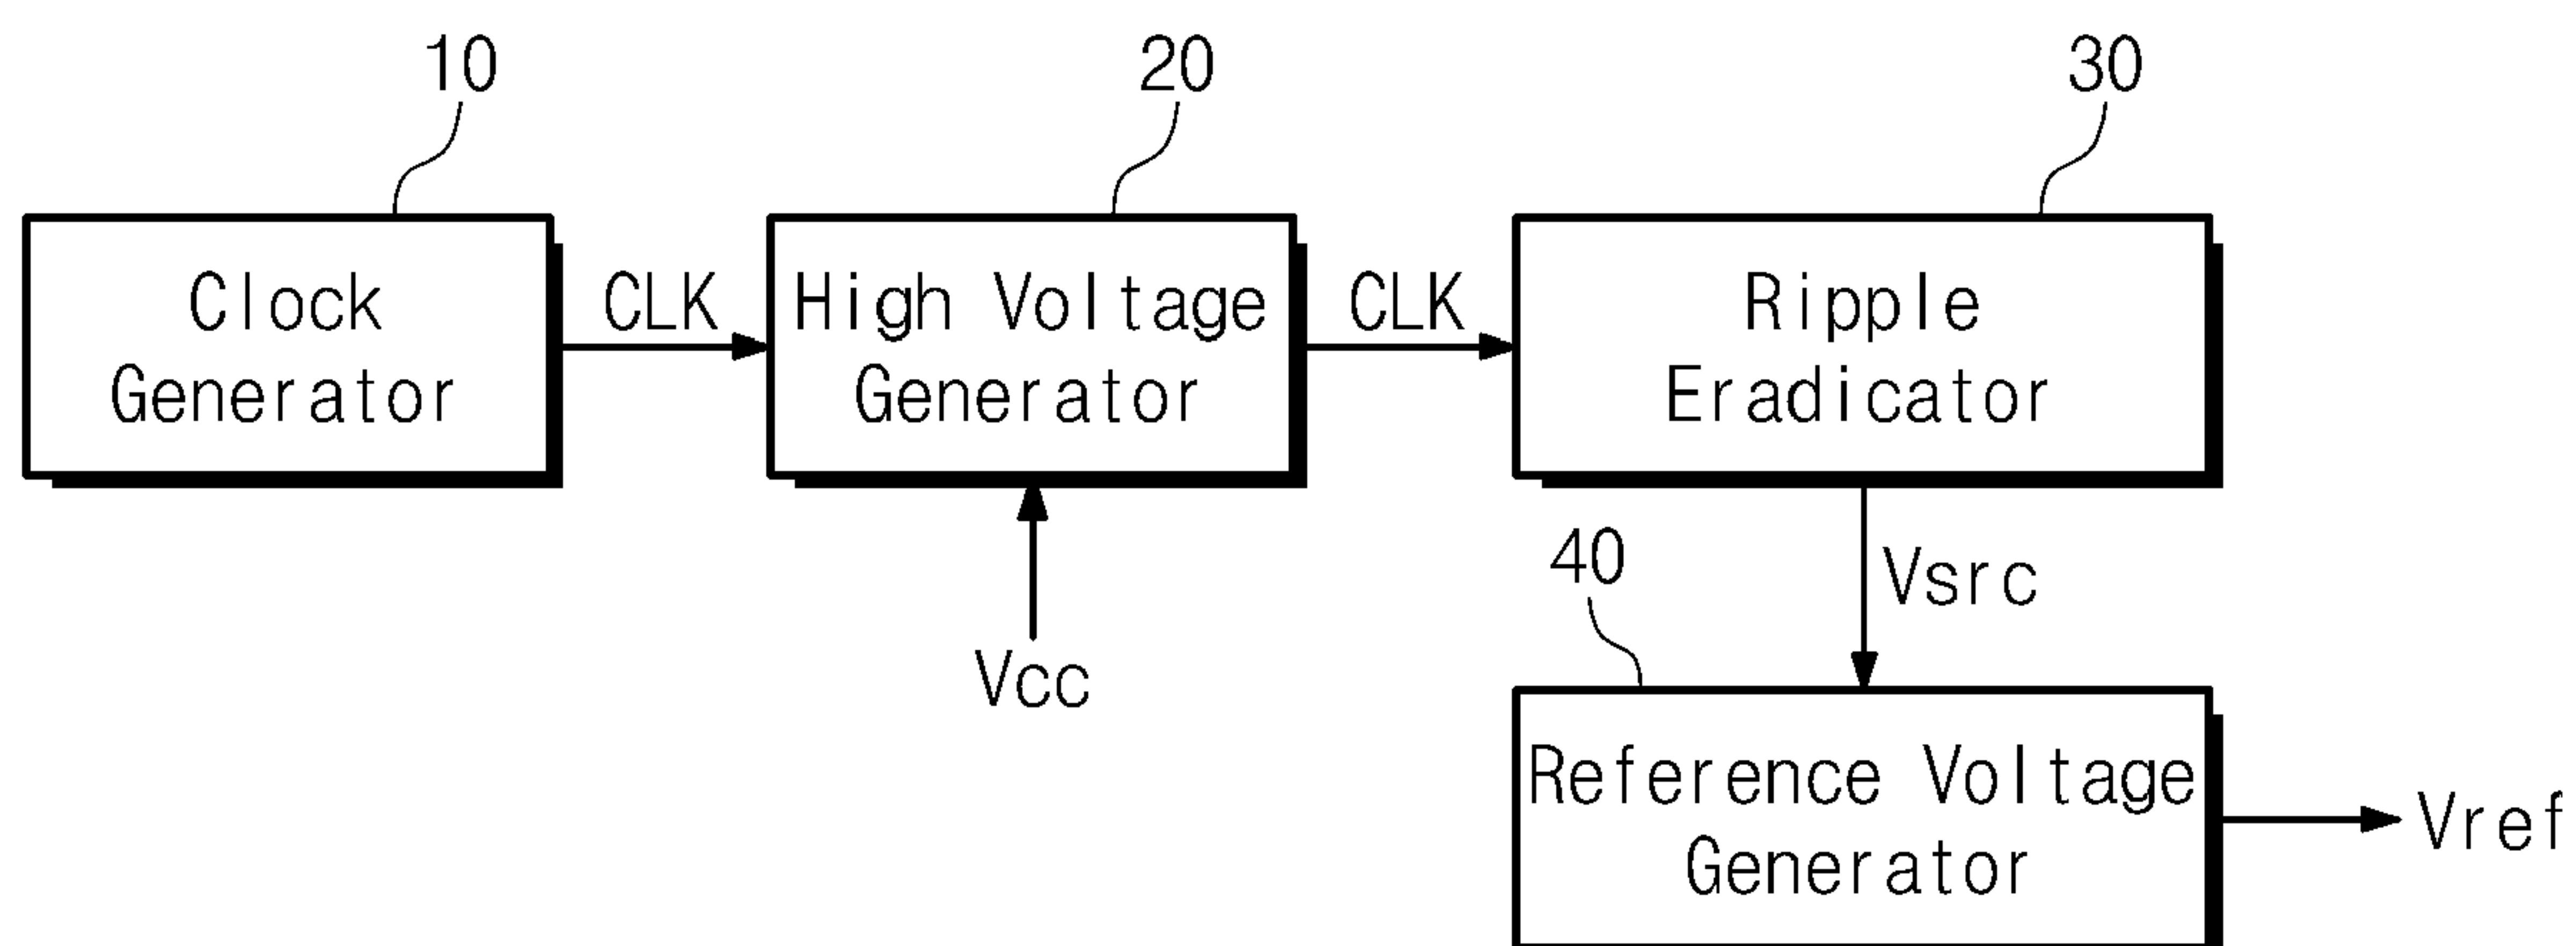 10
20
30
Clock
Generator
CLK
High Voltage
Generator
CLK
Ripple
Eradicator
Vcc
40
Vsrc
Reference Voltage
Generator
Vref